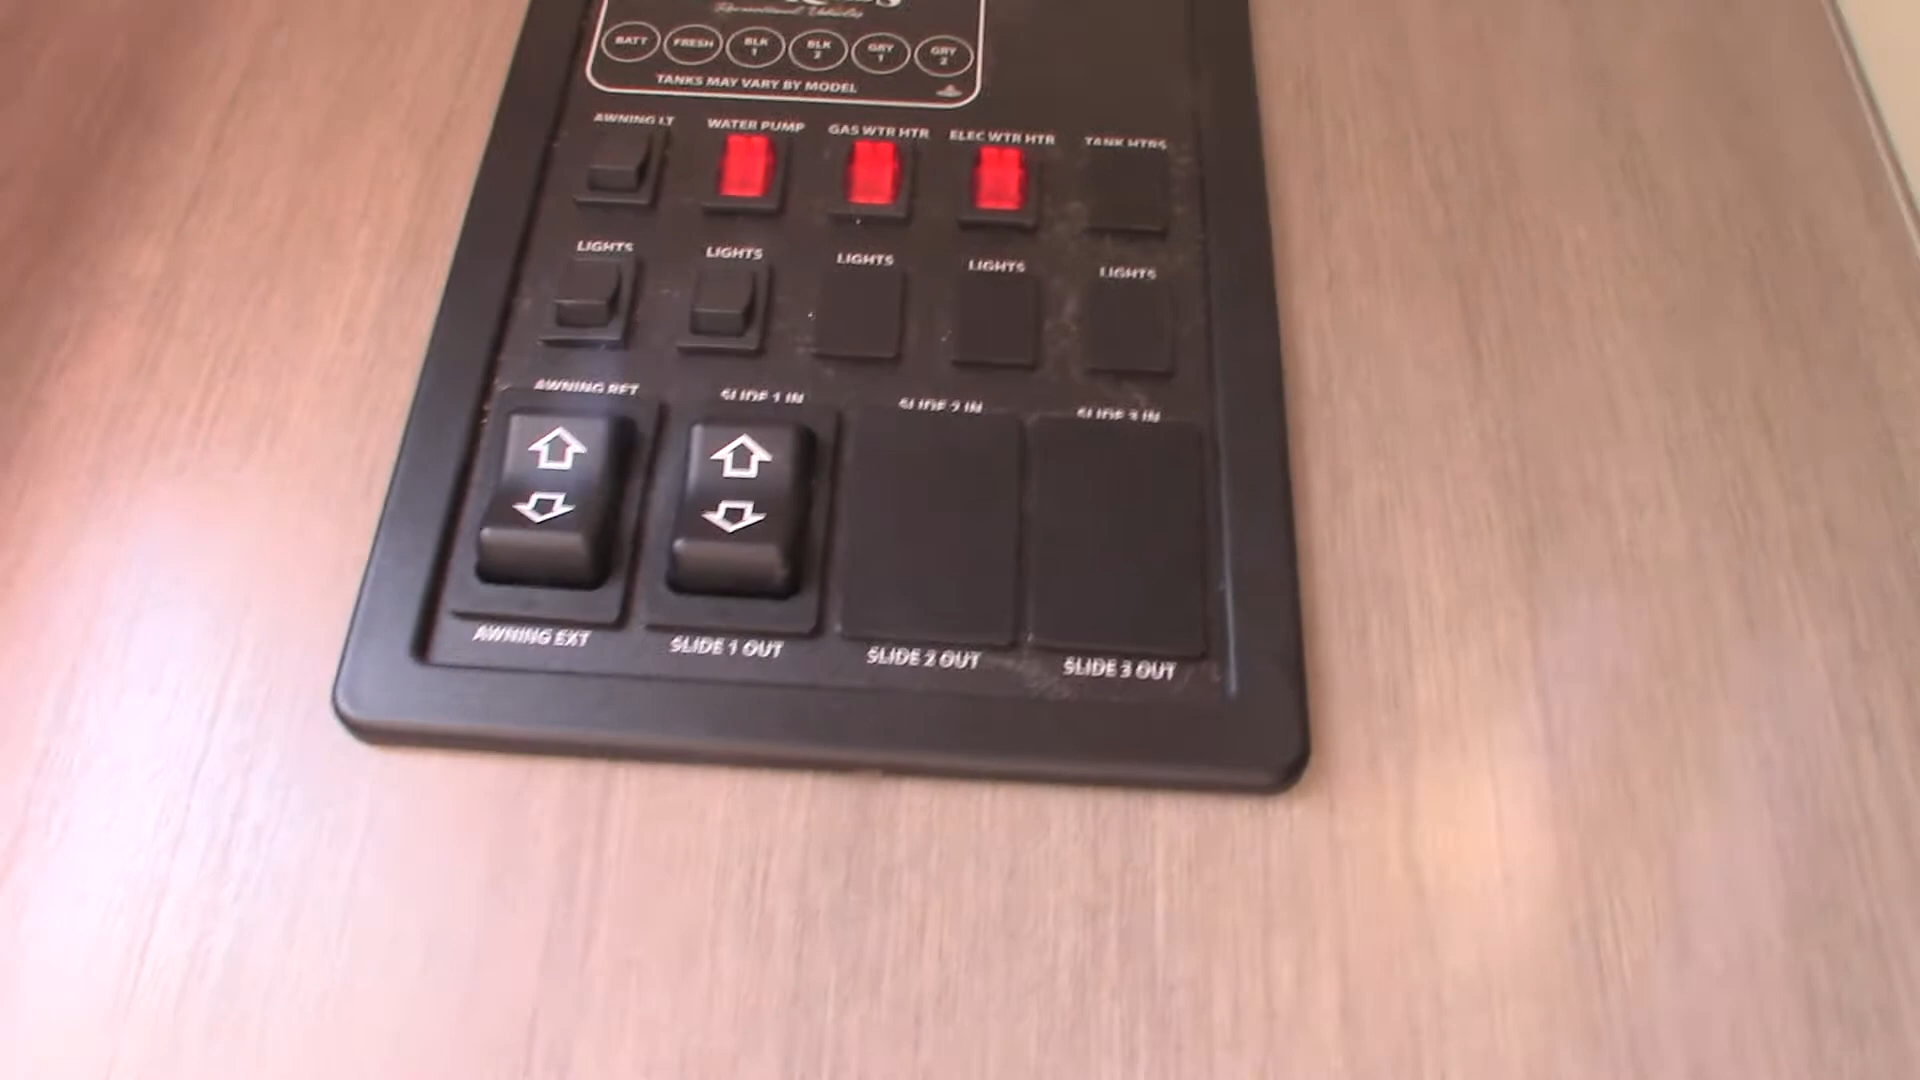 Recreational Vehicles
BATT FRESH BLK 1 BLK 2 GRY 1 GRY 2
TANKS MAY VARY BY MODEL
AWNING LT WATER PUMP GAS WTR HTR ELEC WTR HTR TANK HTRS
LIGHTS LIGHTS LIGHTS LIGHTS LIGHTS
AWNING RET SLIDE 1 IN SLIDE 2 IN SLIDE 3 IN
AWNING EXT SLIDE 1 OUT SLIDE 2 OUT SLIDE 3 OUT